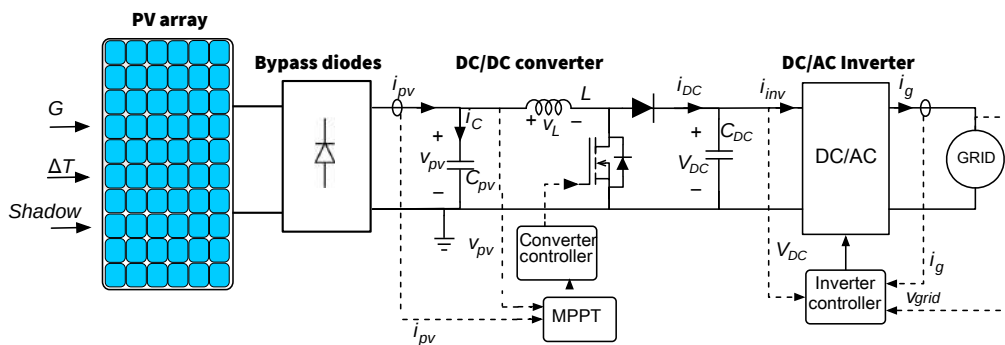 PV array
Bypass diodes
DC/DC converter
DC/AC Inverter
G
ΔT
Shadow
i_pv
i_C
+
v_pv
−
C_pv
L
+ v_L −
i_DC
+
V_DC
−
C_DC
i_inv
i_g
DC/AC
GRID
v_pv
Converter
controller
MPPT
i_pv
V_DC
Inverter
controller
i_g
v_grid